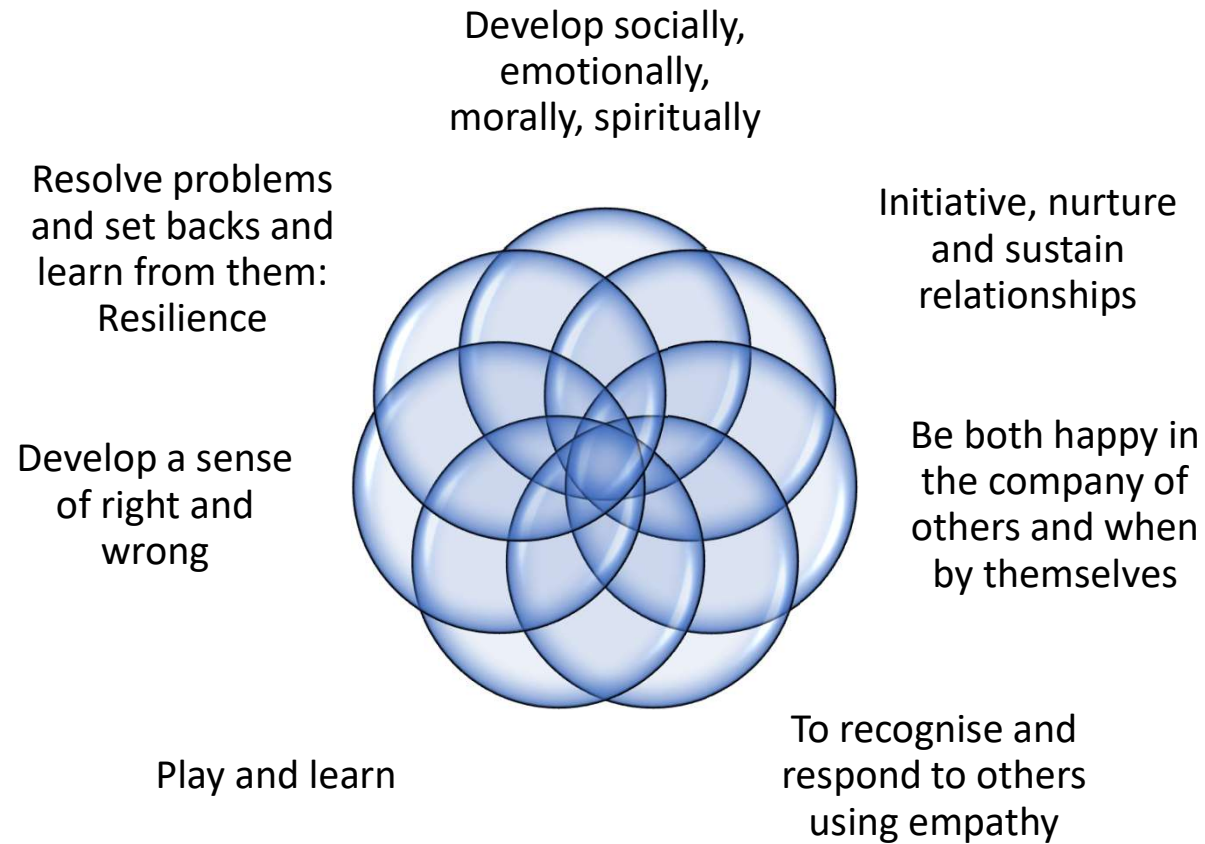 Develop socially,
emotionally,
morally, spiritually
Initiative, nurture
and sustain
relationships
Be both happy in
the company of
others and when
by themselves
To recognise and
respond to others
using empathy
Play and learn
Develop a sense
of right and
wrong
Resolve problems
and set backs and
learn from them:
Resilience